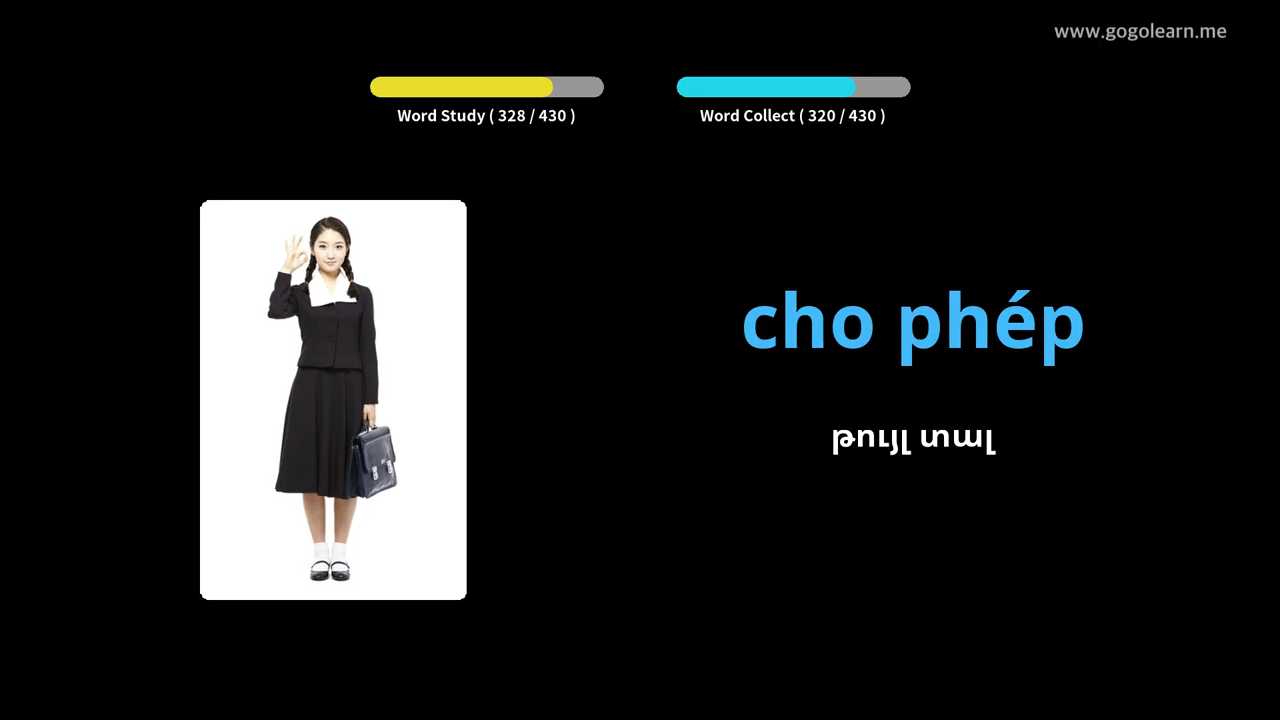 www.gogolearn.me
Word Study ( 328 / 430 )
Word Collect ( 320 / 430 )
cho phép
թույլ տալ